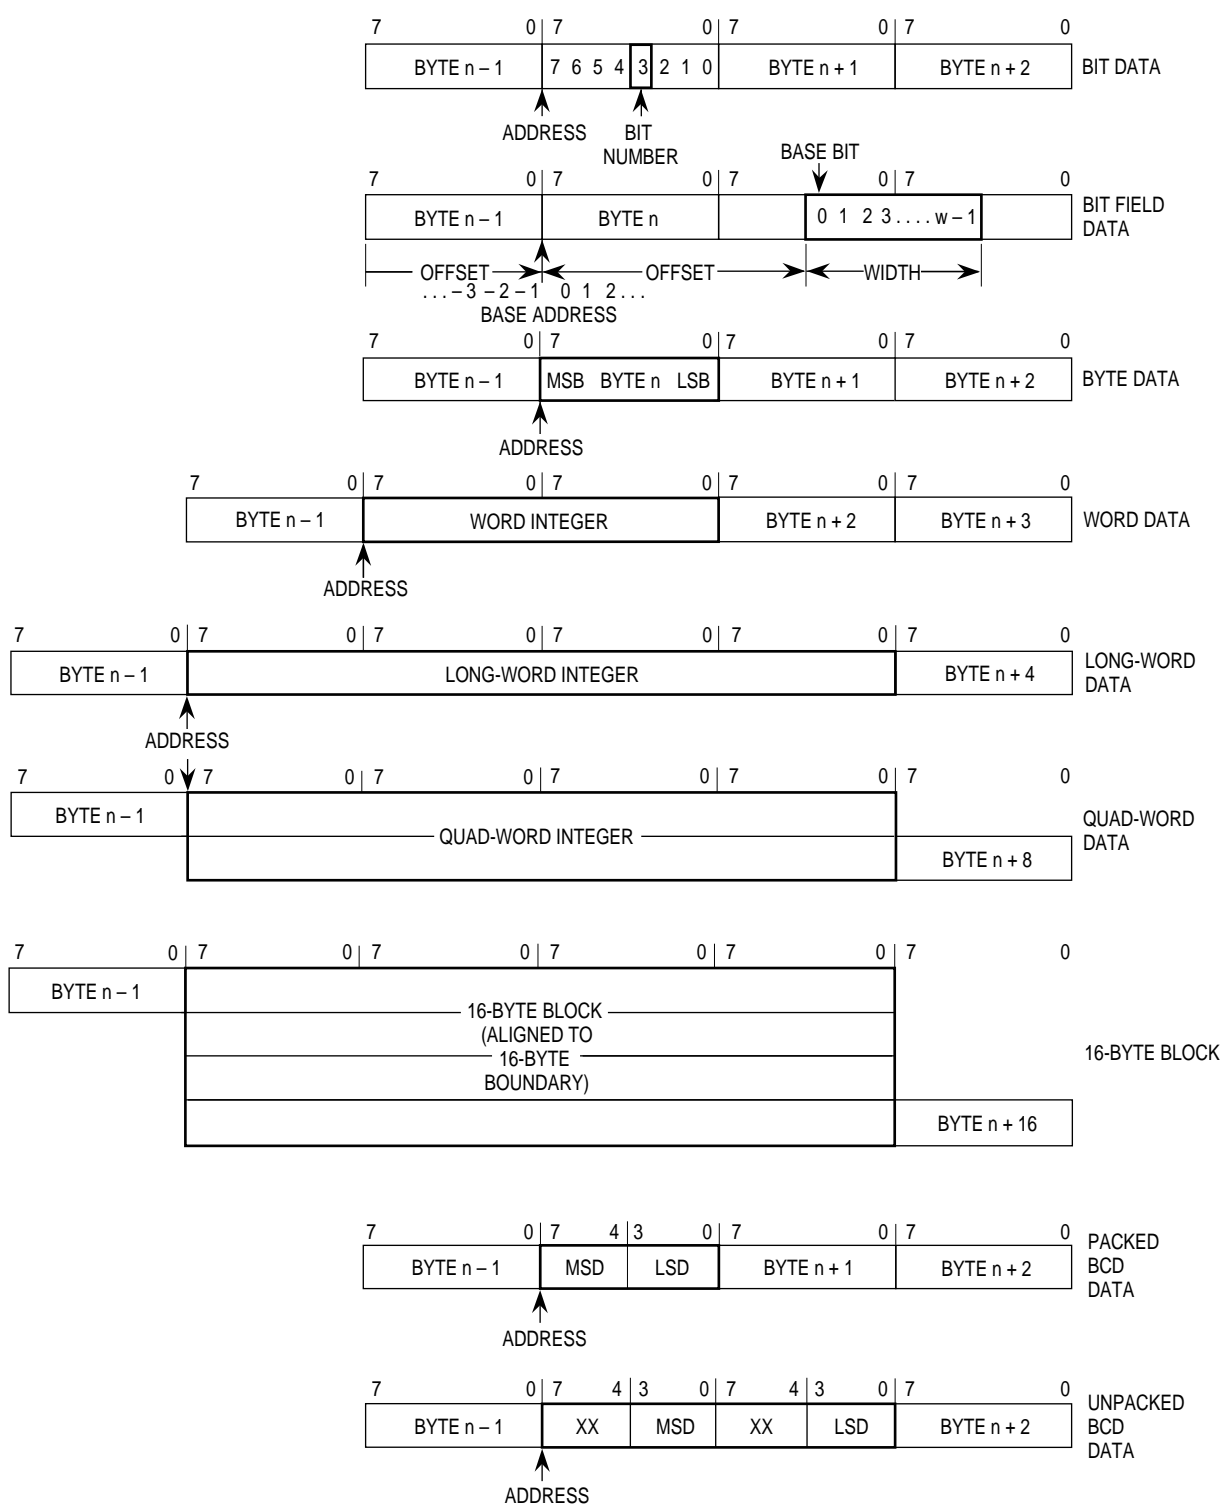 7 0 7 0 7 0 7 0
BYTE n – 1 7 6 5 4 3 2 1 0 BYTE n + 1 BYTE n + 2 BIT DATA
ADDRESS BIT
NUMBER
BASE BIT
7 0 7 0 7 0 7 0
BYTE n – 1 BYTE n 0 1 2 3 . . . . w – 1 BIT FIELD
DATA
OFFSET OFFSET WIDTH
. . . – 3 – 2 – 1 0 1 2 . . .
BASE ADDRESS
7 0 7 0 7 0 7 0
BYTE n – 1 MSB BYTE n LSB BYTE n + 1 BYTE n + 2 BYTE DATA
ADDRESS
7 0 7 0 7 0 7 0 7 0
BYTE n – 1 WORD INTEGER BYTE n + 2 BYTE n + 3 WORD DATA
ADDRESS
7 0 7 0 7 0 7 0 7 0 7 0
BYTE n – 1 LONG-WORD INTEGER BYTE n + 4 LONG-WORD
DATA
ADDRESS
7 0 7 0 7 0 7 0 7 0 7 0
BYTE n – 1 QUAD-WORD
QUAD-WORD INTEGER DATA
BYTE n + 8
7 0 7 0 7 0 7 0 7 0 7 0
BYTE n – 1
16-BYTE BLOCK
(ALIGNED TO
16-BYTE 16-BYTE BLOCK
BOUNDARY)
BYTE n + 16
7 0 7 4 3 0 7 0 7 0
PACKED
BYTE n – 1 MSD LSD BYTE n + 1 BYTE n + 2 BCD
DATA
ADDRESS
7 0 7 4 3 0 7 4 3 0 7 0
UNPACKED
BYTE n – 1 XX MSD XX LSD BYTE n + 2 BCD
DATA
ADDRESS